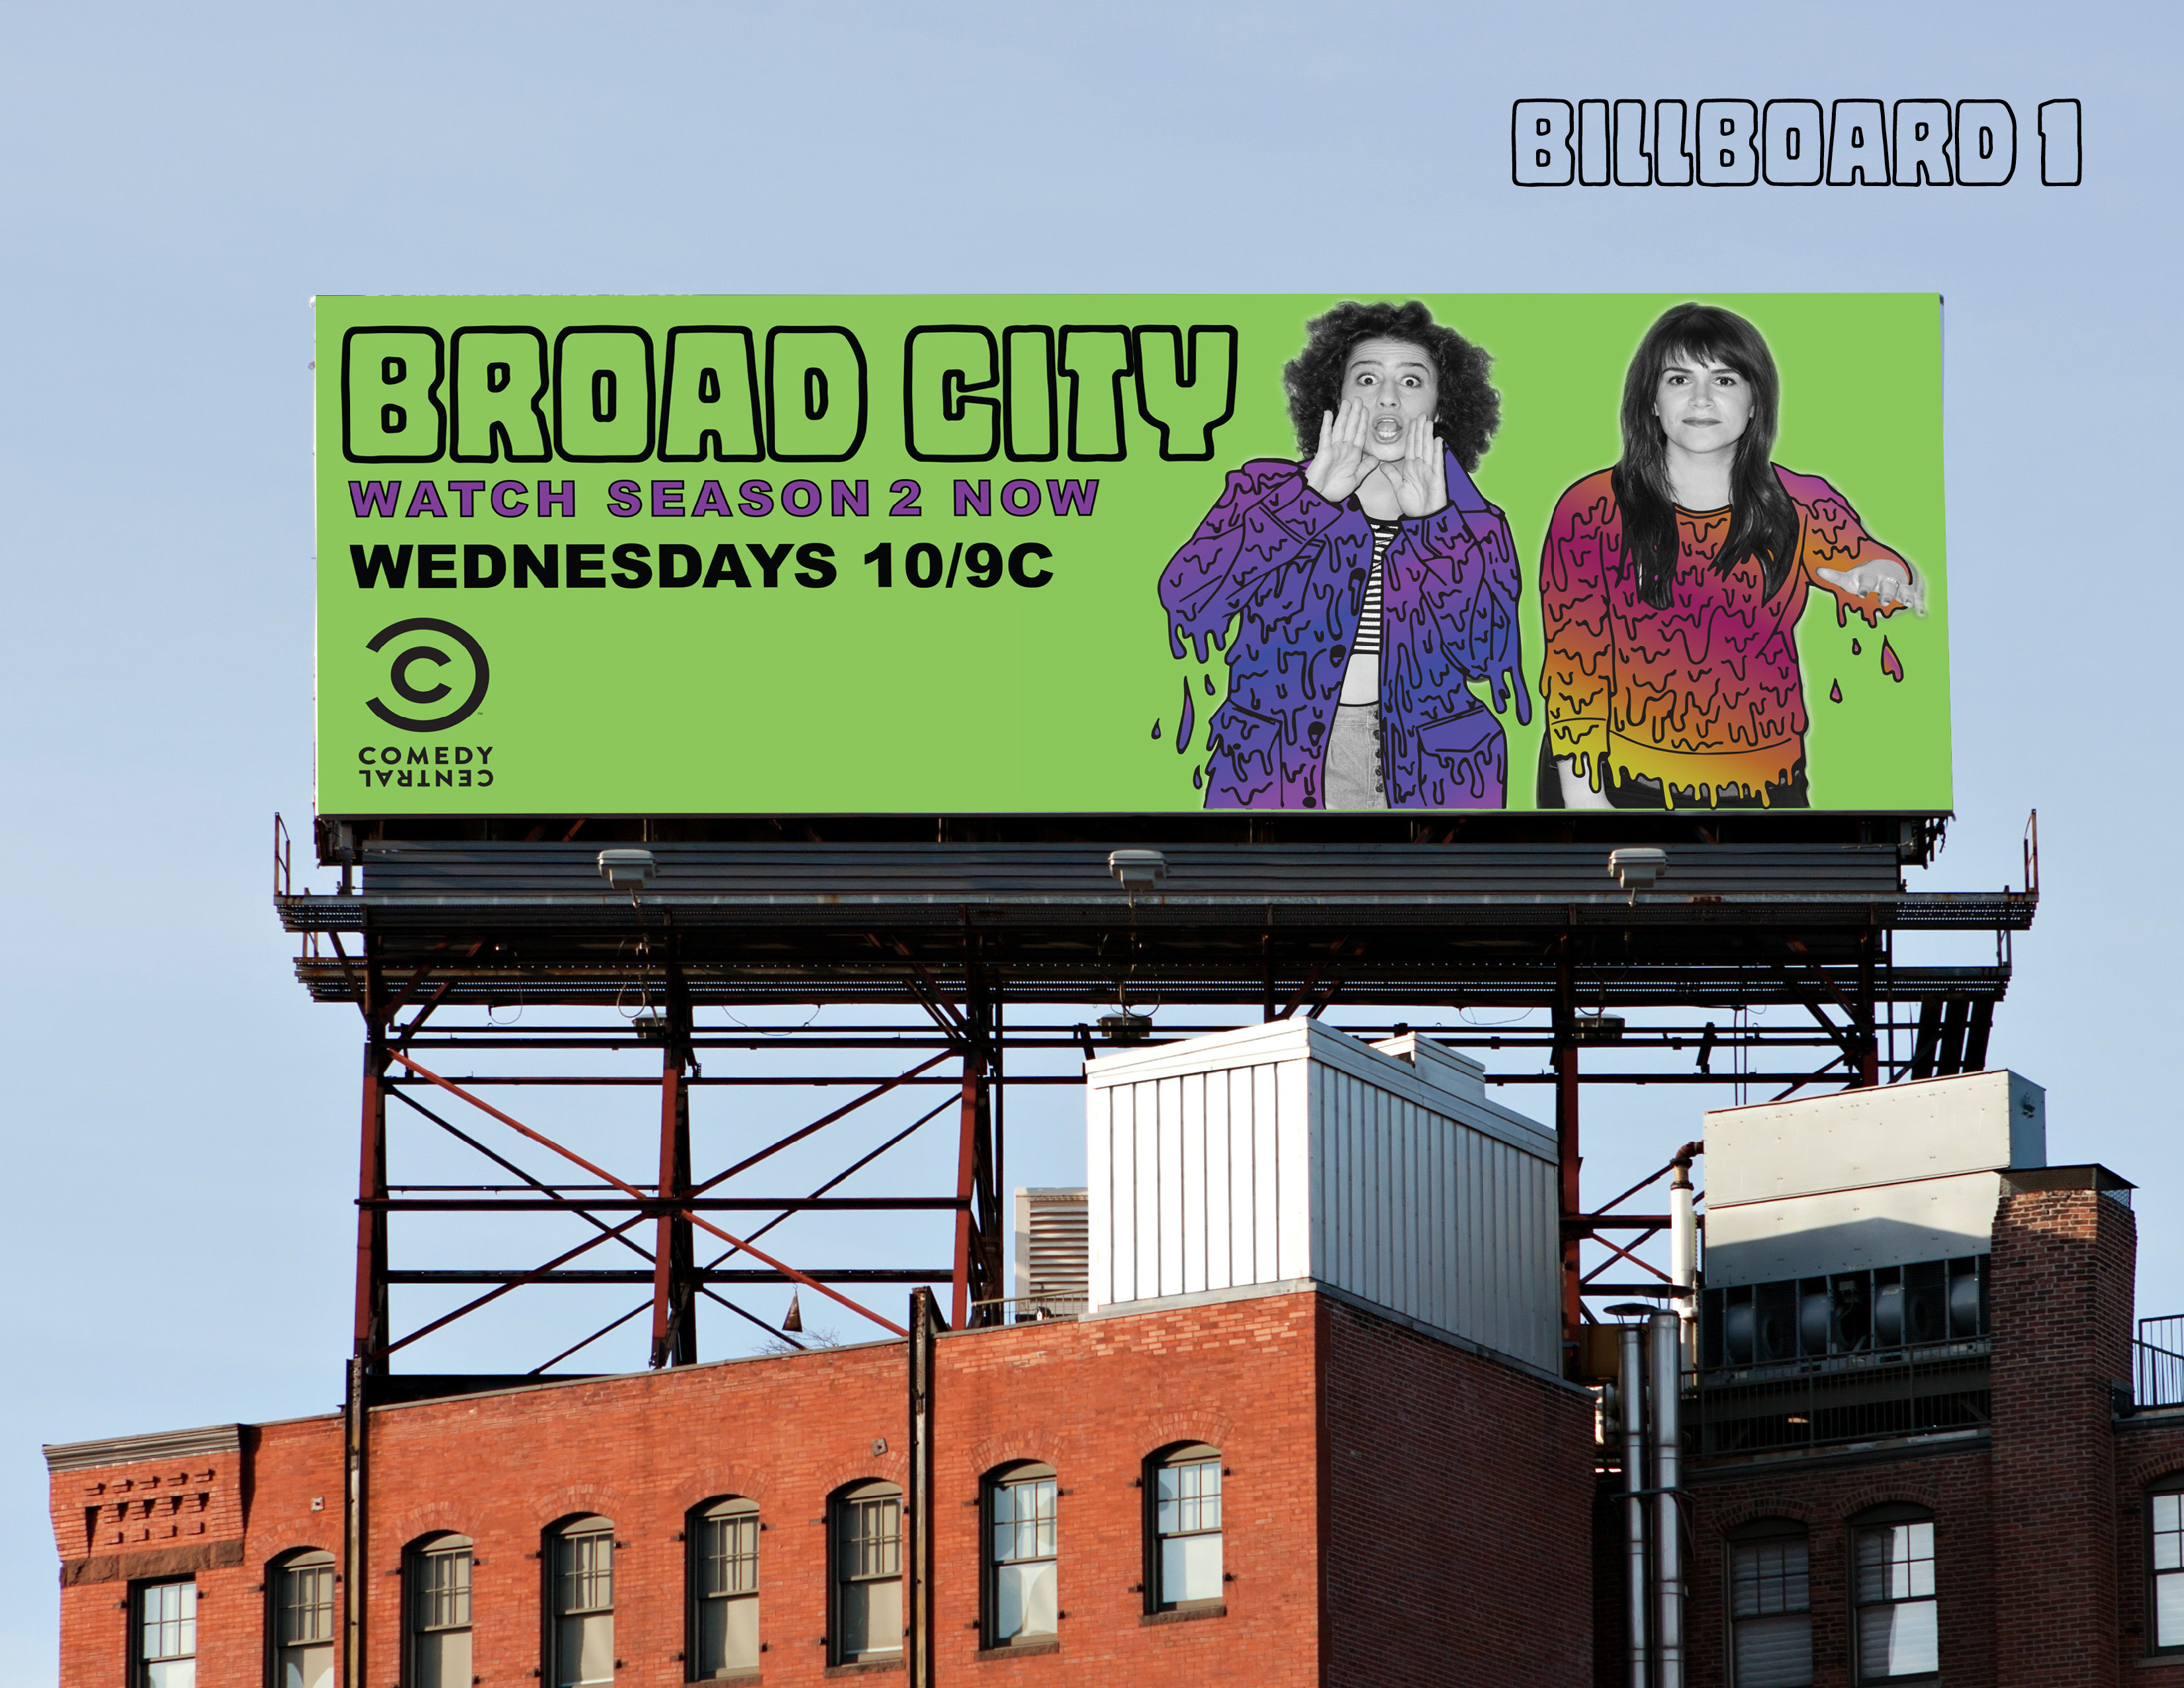 BILLBOARD 1
BROAD CITY
WATCH SEASON 2 NOW
WEDNESDAYS 10/9C
COMEDY
CENTRAL